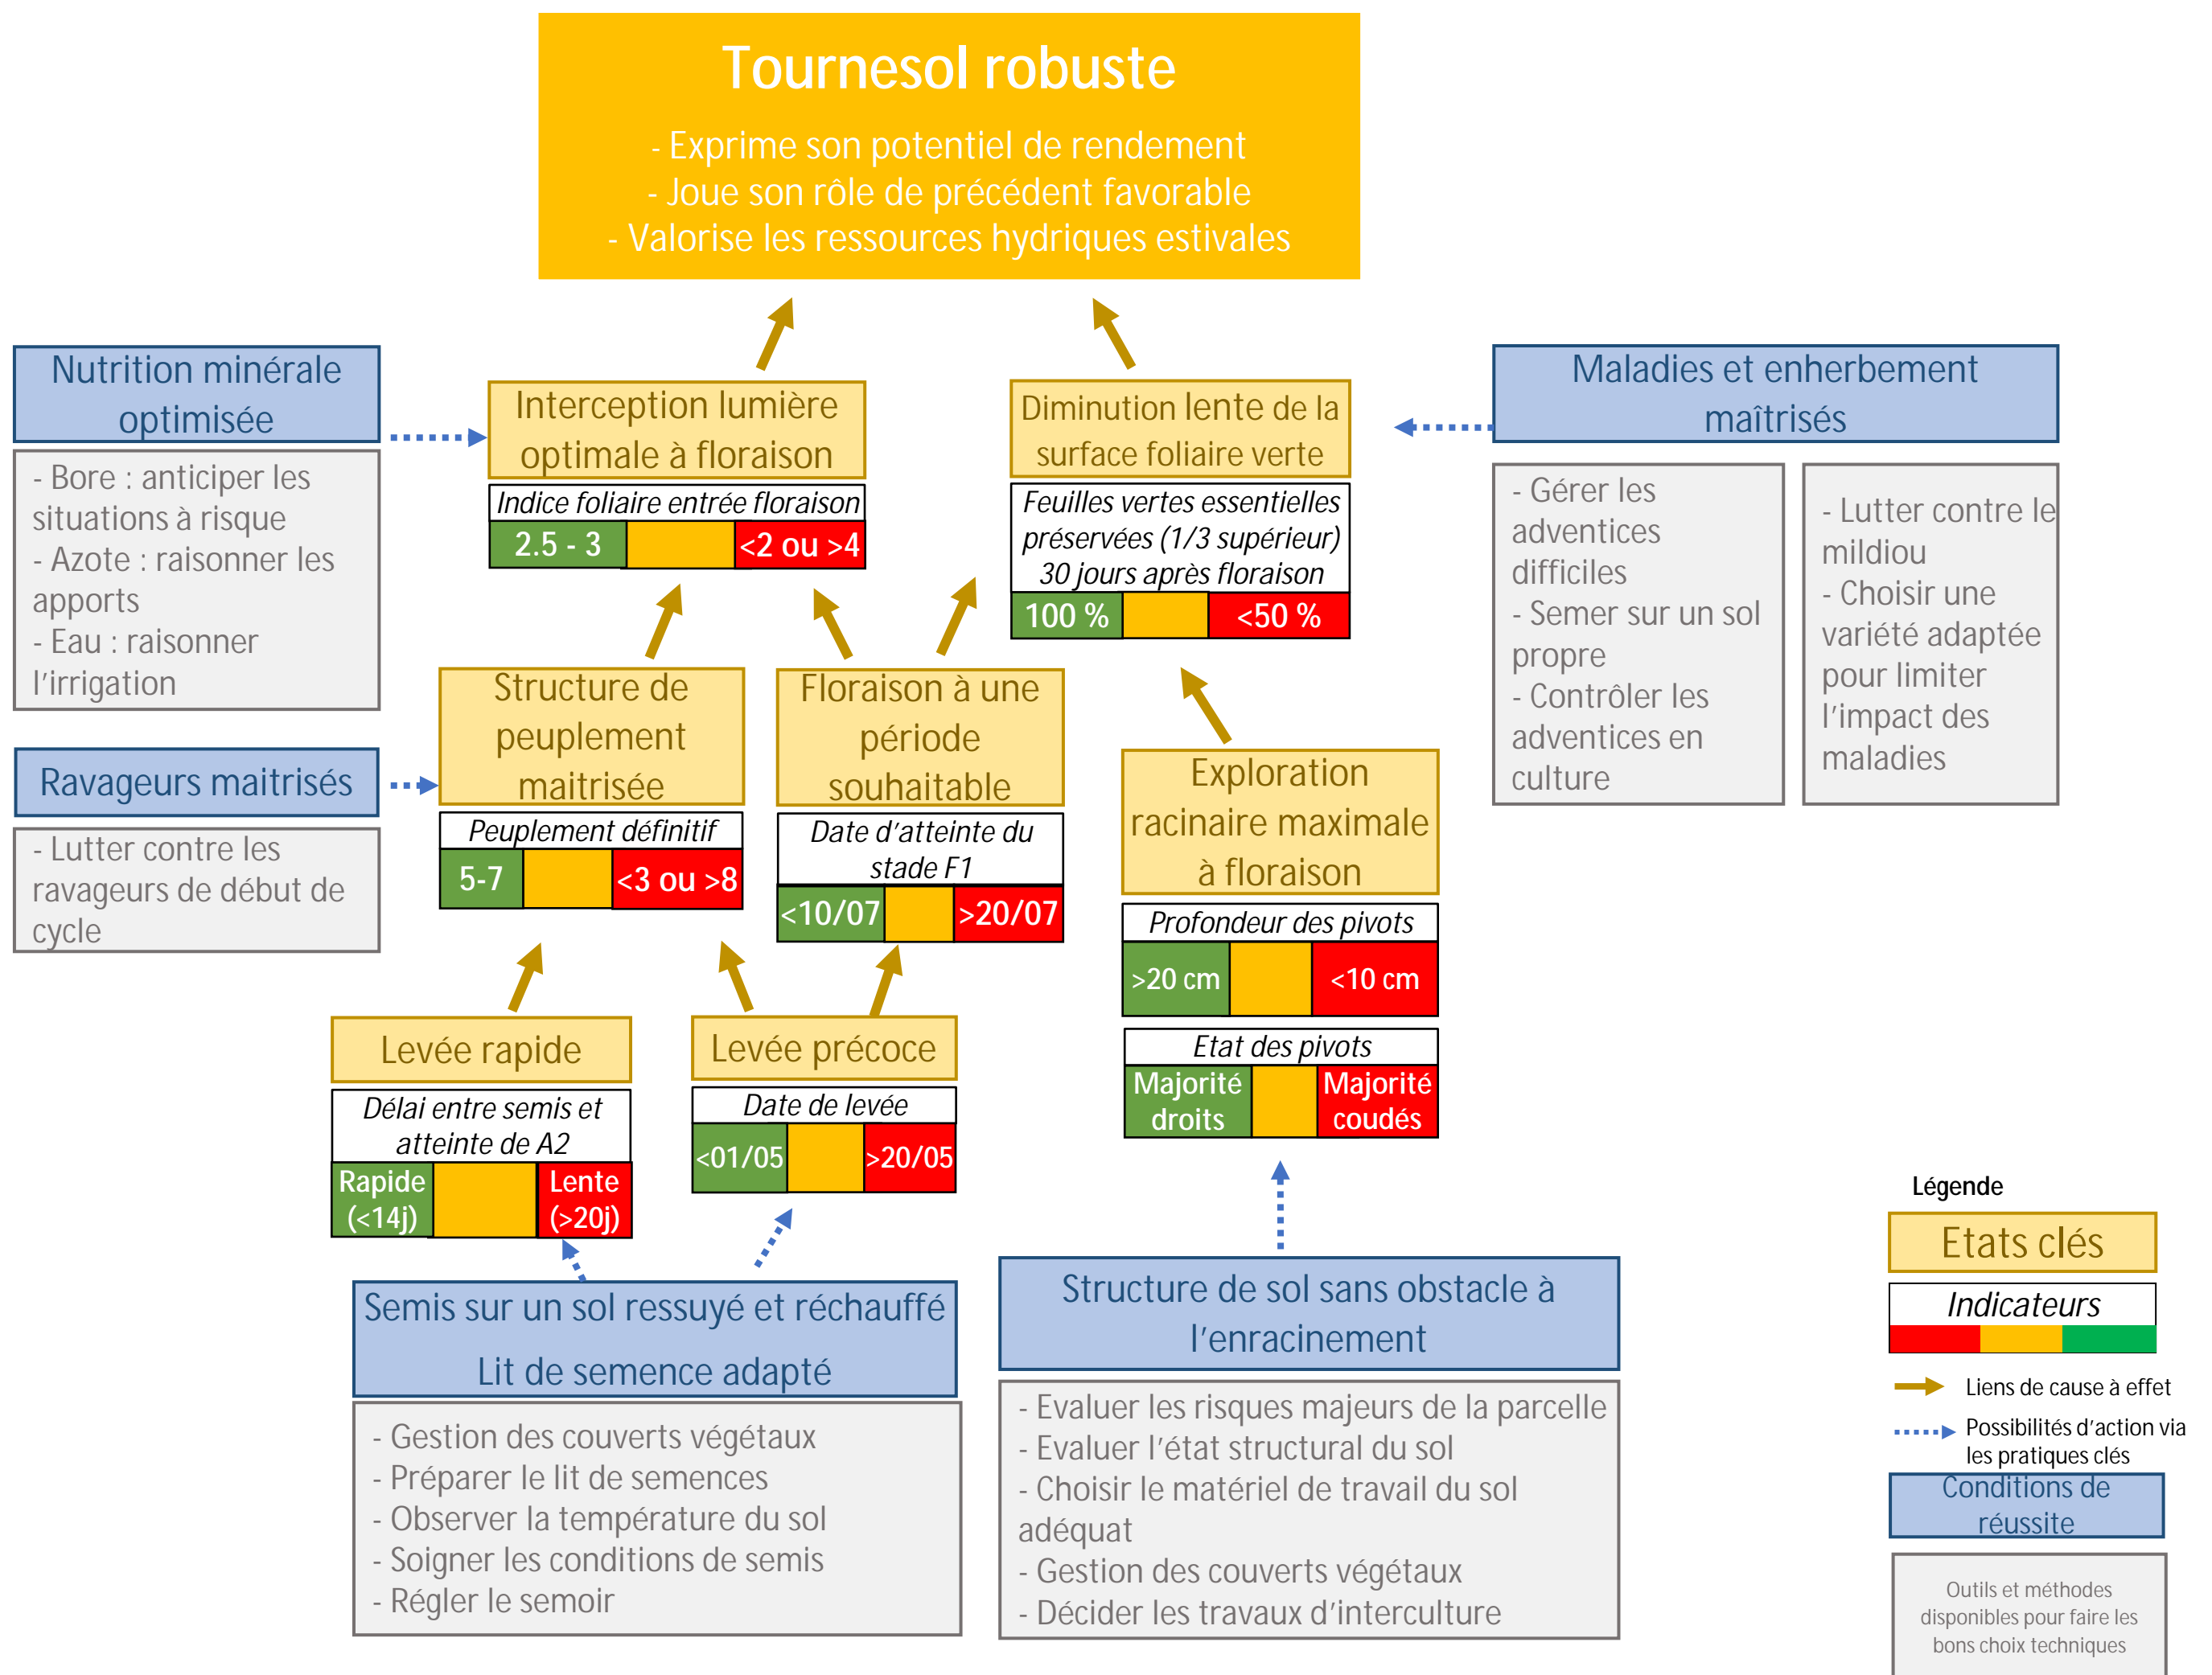 Tournesol robuste
- Exprime son potentiel de rendement
- Joue son rôle de précédent favorable
- Valorise les ressources hydriques estivales
Nutrition minérale
optimisée
- Bore : anticiper les
situations à risque
- Azote : raisonner les
apports
- Eau : raisonner
l'irrigation
Interception lumière
optimale à floraison
Indice foliaire entrée floraison
2.5 - 3
<2 ou >4
Diminution lente de la
surface foliaire verte
Feuilles vertes essentielles
préservées (1/3 supérieur)
30 jours après floraison
100 %
<50 %
Maladies et enherbement
maîtrisés
- Gérer les
adventices
difficiles
- Semer sur un sol
propre
- Contrôler les
adventices en
culture
- Lutter contre le
mildiou
- Choisir une
variété adaptée
pour limiter
l'impact des
maladies
Ravageurs maitrisés
- Lutter contre les
ravageurs de début de
cycle
Structure de
peuplement
maitrisée
Peuplement définitif
5-7
<3 ou >8
Floraison à une
période
souhaitable
Date d'atteinte du
stade F1
<10/07
>20/07
Exploration
racinaire maximale
à floraison
Profondeur des pivots
>20 cm
<10 cm
Etat des pivots
Majorité
droits
Majorité
coudés
Levée rapide
Délai entre semis et
atteinte de A2
Rapide
(<14j)
Lente
(>20j)
Levée précoce
Date de levée
<01/05
>20/05
Semis sur un sol ressuyé et réchauffé
Lit de semence adapté
- Gestion des couverts végétaux
- Préparer le lit de semences
- Observer la température du sol
- Soigner les conditions de semis
- Régler le semoir
Structure de sol sans obstacle à
l'enracinement
- Evaluer les risques majeurs de la parcelle
- Evaluer l'état structural du sol
- Choisir le matériel de travail du sol
adéquat
- Gestion des couverts végétaux
- Décider les travaux d'interculture
Légende
Etats clés
Indicateurs
Liens de cause à effet
Possibilités d'action via
les pratiques clés
Conditions de
réussite
Outils et méthodes
disponibles pour faire les
bons choix techniques